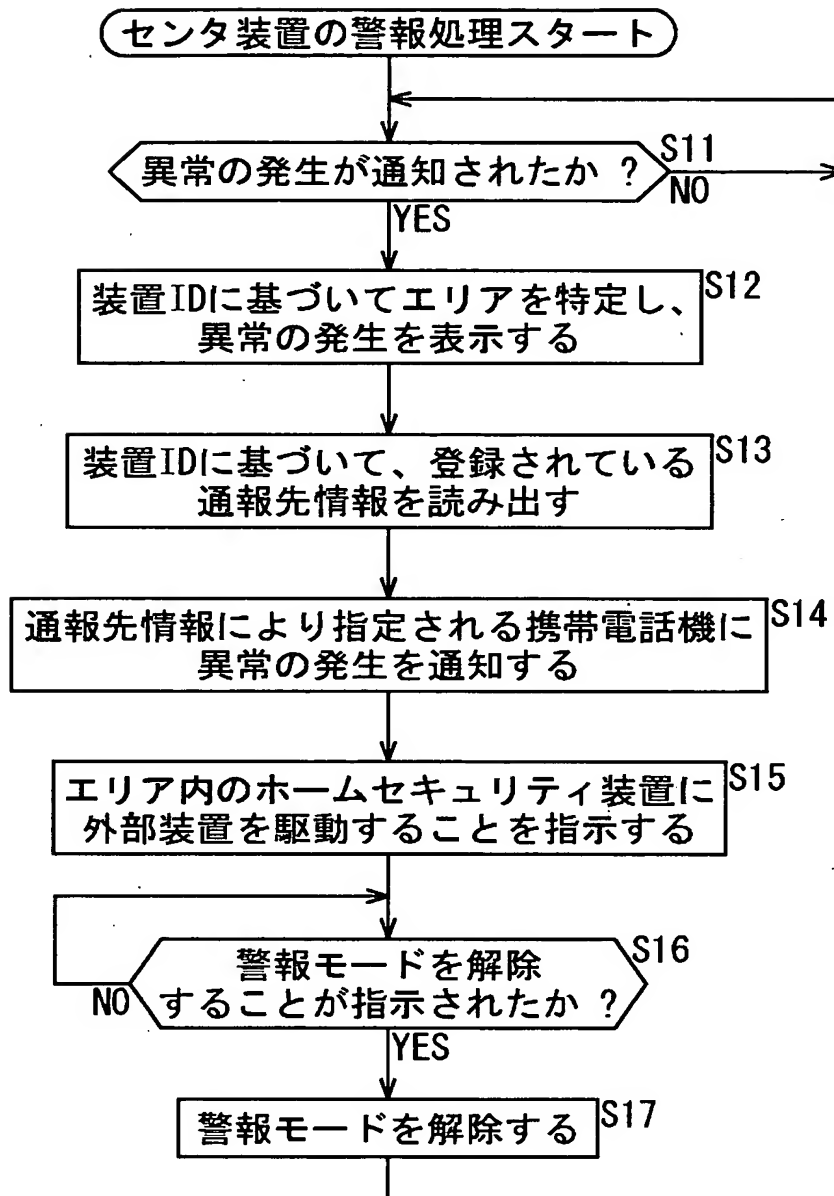 センタ装置の警報処理スタート
異常の発生が通知されたか ?
S11
NO
YES
装置IDに基づいてエリアを特定し、
異常の発生を表示する
S12
装置IDに基づいて、登録されている
通報先情報を読み出す
S13
通報先情報により指定される携帯電話機に
異常の発生を通知する
S14
エリア内のホームセキュリティ装置に
外部装置を駆動することを指示する
S15
警報モードを解除
することが指示されたか ?
S16
NO
YES
警報モードを解除する
S17